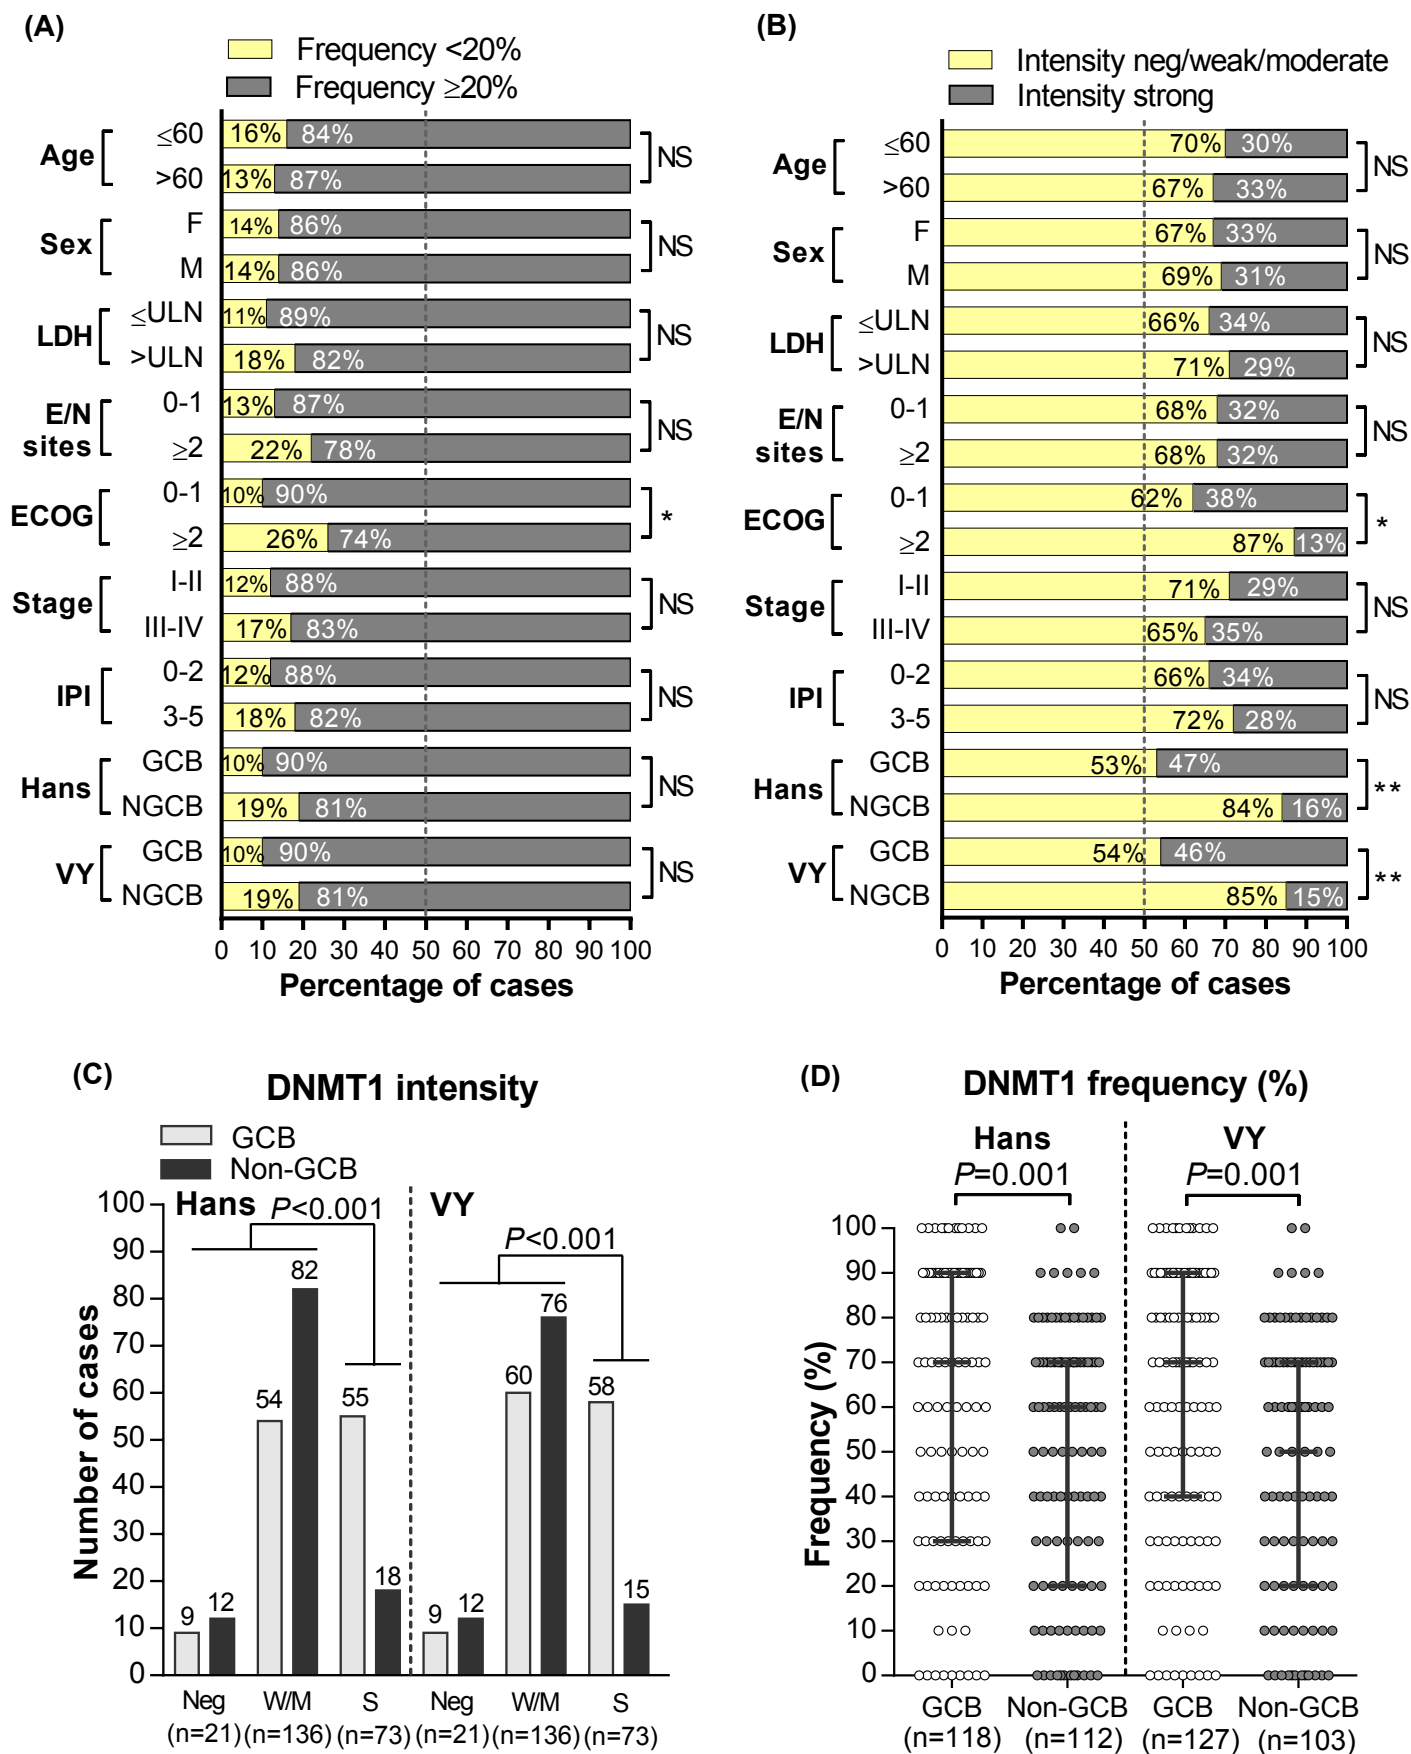 (A)
Frequency <20%
Frequency ≥20%
Age
≤60 16% 84%
>60 13% 87%
NS
Sex
F 14% 86%
M 14% 86%
NS
LDH
≤ULN 11% 89%
>ULN 18% 82%
NS
E/N
sites
0-1 13% 87%
≥2 22% 78%
NS
ECOG
0-1 10% 90%
≥2 26% 74%
*
Stage
I-II 12% 88%
III-IV 17% 83%
NS
IPI
0-2 12% 88%
3-5 18% 82%
NS
Hans
GCB 10% 90%
NGCB 19% 81%
NS
VY
GCB 10% 90%
NGCB 19% 81%
NS
0 10 20 30 40 50 60 70 80 90 100
Percentage of cases
(B)
Intensity neg/weak/moderate
Intensity strong
Age
≤60 70% 30%
>60 67% 33%
NS
Sex
F 67% 33%
M 69% 31%
NS
LDH
≤ULN 66% 34%
>ULN 71% 29%
NS
E/N
sites
0-1 68% 32%
≥2 68% 32%
NS
ECOG
0-1 62% 38%
≥2 87% 13%
*
Stage
I-II 71% 29%
III-IV 65% 35%
NS
IPI
0-2 66% 34%
3-5 72% 28%
NS
Hans
GCB 53% 47%
NGCB 84% 16%
**
VY
GCB 54% 46%
NGCB 85% 15%
**
0 10 20 30 40 50 60 70 80 90 100
Percentage of cases
(C)
DNMT1 intensity
GCB
Non-GCB
Hans
P<0.001
VY
P<0.001
Number of cases
100
90
80
70
60
50
40
30
20
10
0
9 12 54 82 55 18 9 12 60 76 58 15
Neg W/M S Neg W/M S
(n=21) (n=136) (n=73) (n=21) (n=136) (n=73)
(D)
DNMT1 frequency (%)
Hans VY
P=0.001 P=0.001
Frequency (%)
100
90
80
70
60
50
40
30
20
10
0
GCB Non-GCB GCB Non-GCB
(n=118) (n=112) (n=127) (n=103)